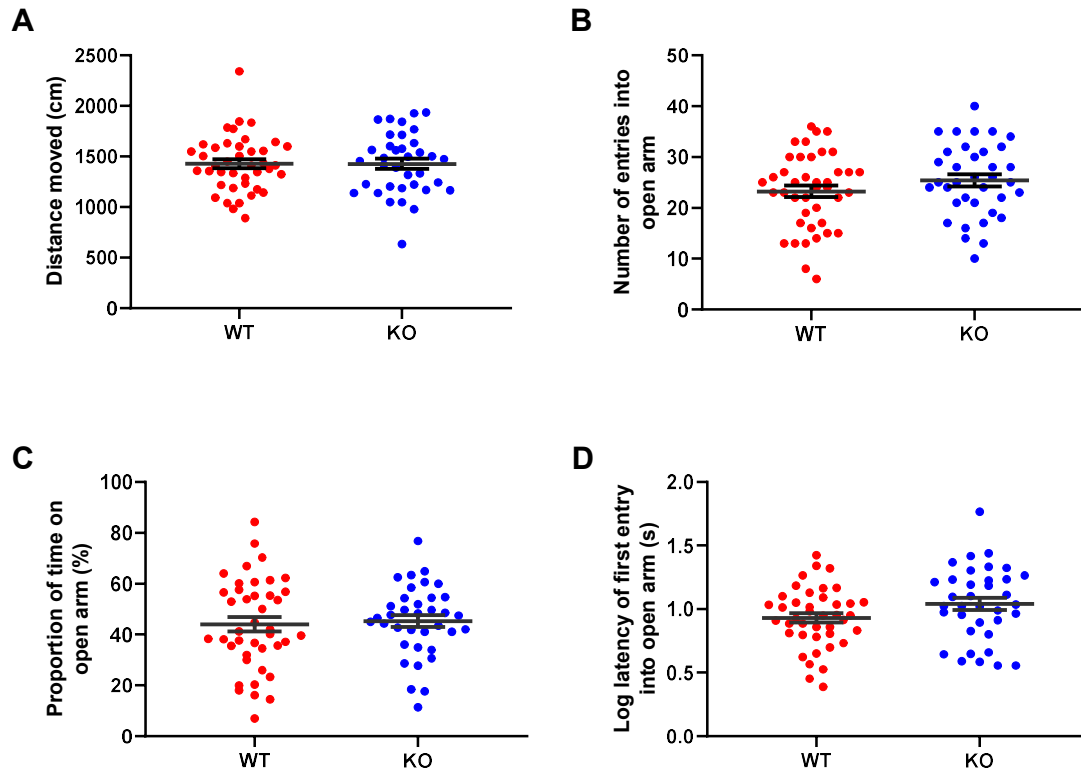 A
Distance moved (cm)
2500
2000
1500
1000
500
0
WT
KO
B
Number of entries into
open arm
50
40
30
20
10
0
WT
KO
C
Proportion of time on
open arm (%)
100
80
60
40
20
0
WT
KO
D
Log latency of first entry
into open arm (s)
2.0
1.5
1.0
0.5
0.0
WT
KO